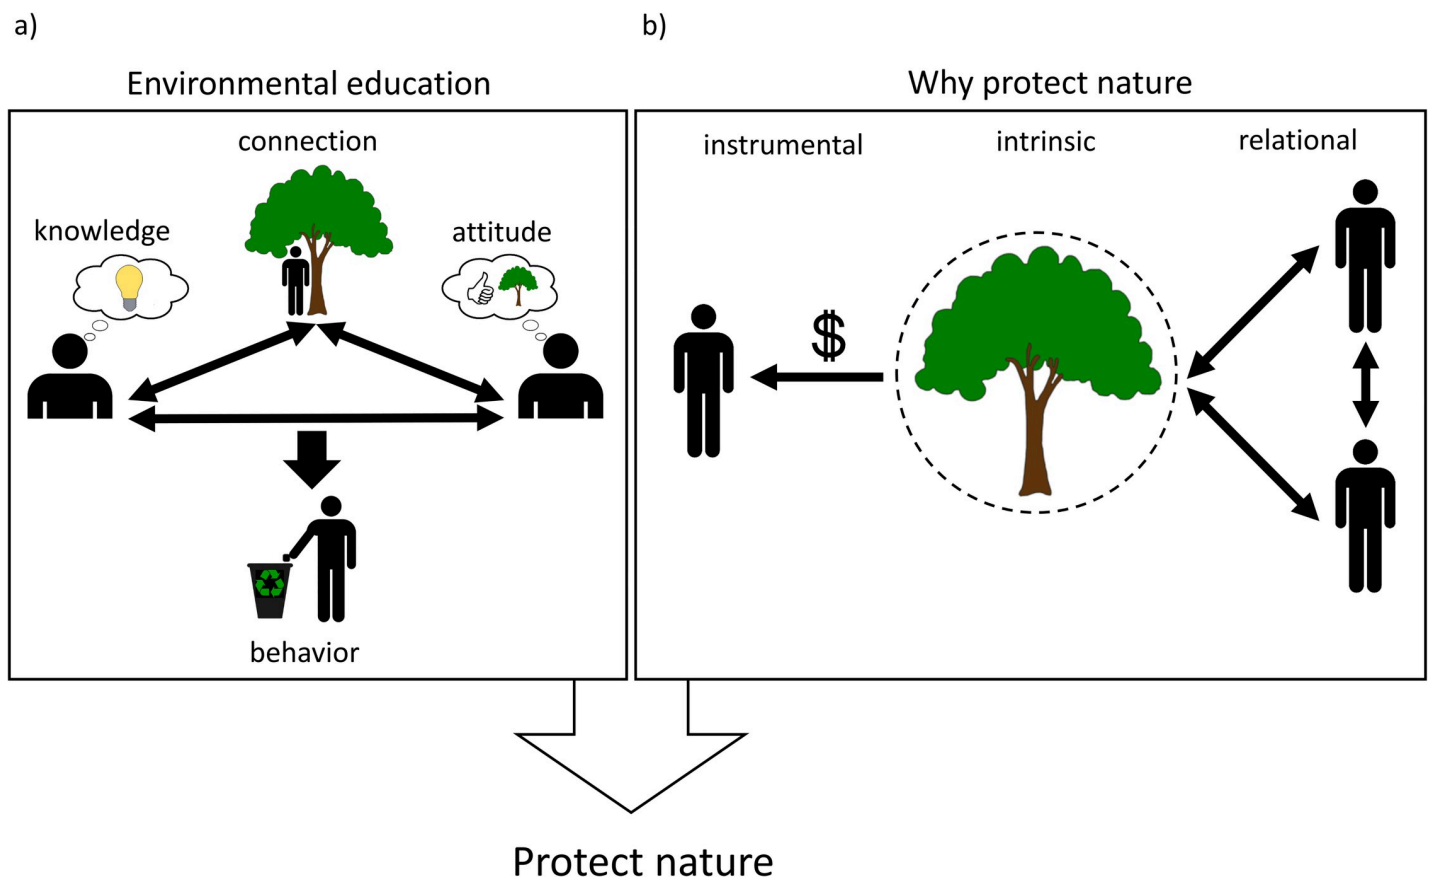 a)
Environmental education
connection
knowledge
attitude
behavior
b)
Why protect nature
instrumental
intrinsic
relational
$
Protect nature